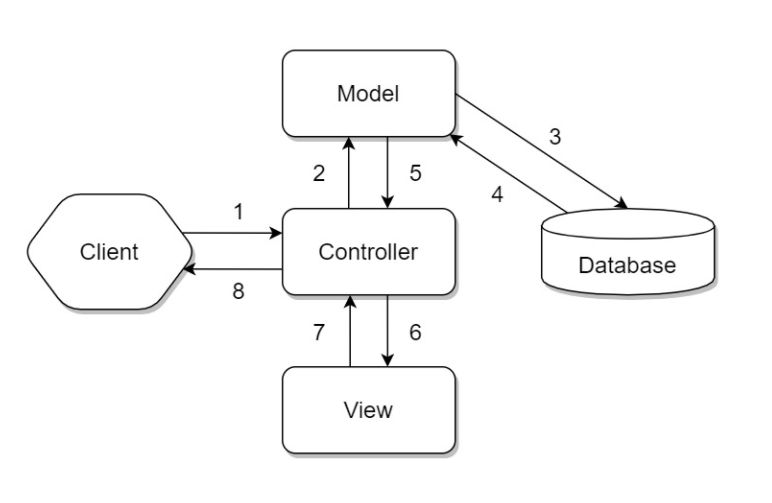 Model
3
2
5
4
1
Client
Controller
Database
8
7
6
View